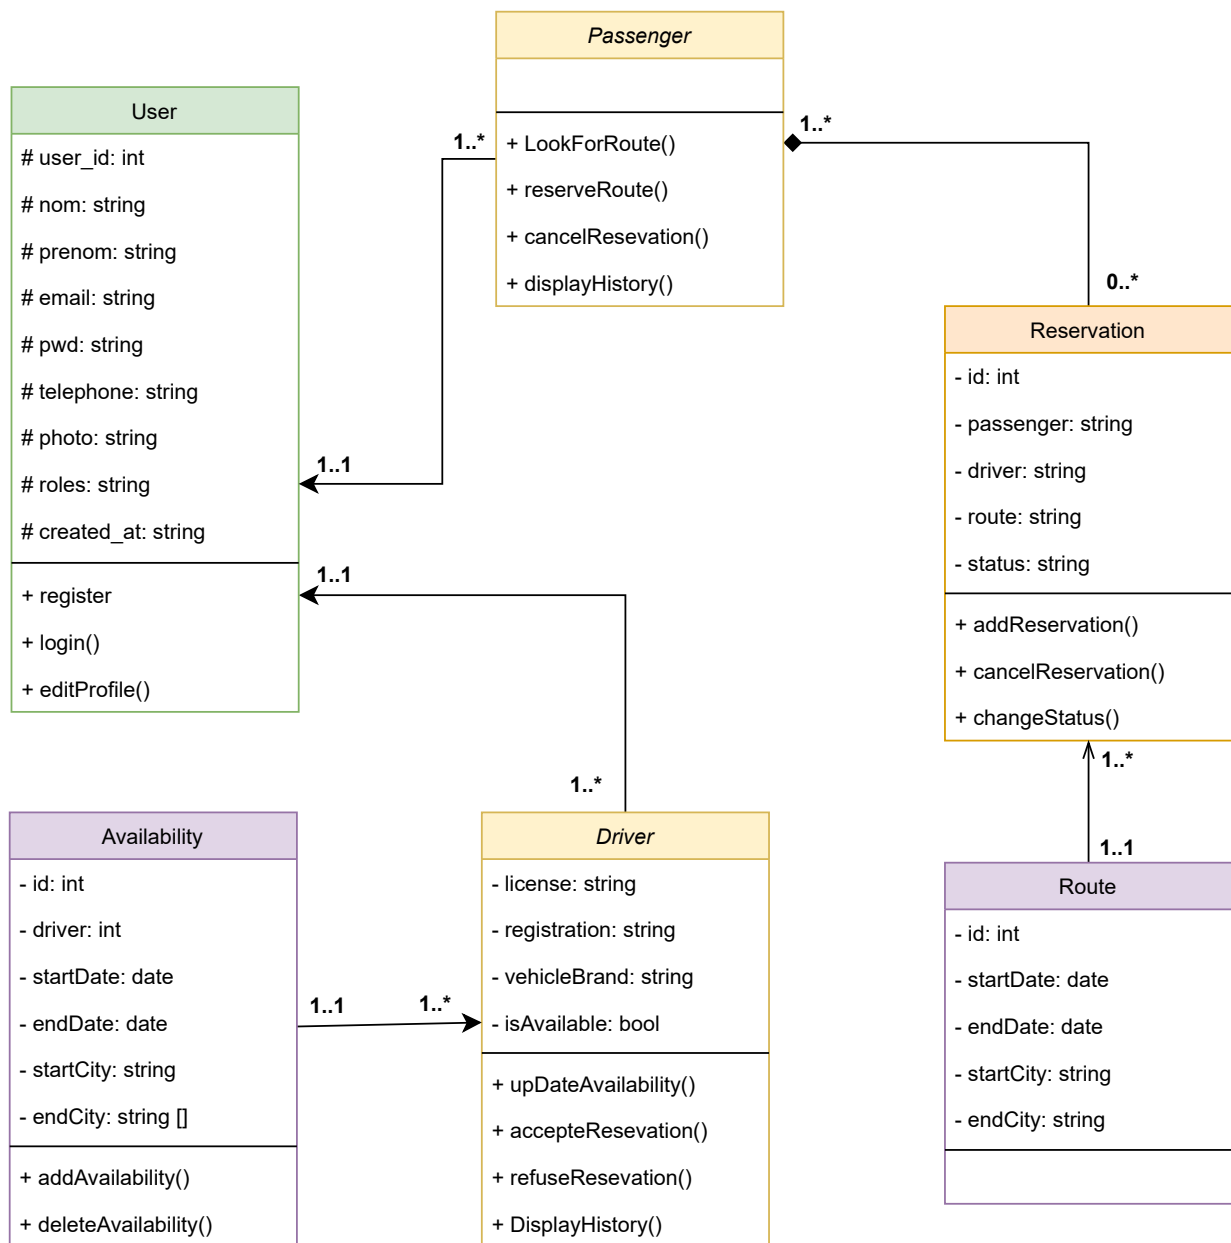 Passenger
+ LookForRoute()
+ reserveRoute()
+ cancelResevation()
+ displayHistory()
1..*
1..*
User
# user_id: int
# nom: string
# prenom: string
# email: string
# pwd: string
# telephone: string
# photo: string
# roles: string
# created_at: string
+ register
+ login()
+ editProfile()
1..1
1..1
0..*
Reservation
- id: int
- passenger: string
- driver: string
- route: string
- status: string
+ addReservation()
+ cancelReservation()
+ changeStatus()
1..*
1..1
1..*
Availability
- id: int
- driver: int
- startDate: date
- endDate: date
- startCity: string
- endCity: string []
+ addAvailability()
+ deleteAvailability()
1..1
1..*
Driver
- license: string
- registration: string
- vehicleBrand: string
- isAvailable: bool
+ upDateAvailability()
+ accepteResevation()
+ refuseResevation()
+ DisplayHistory()
Route
- id: int
- startDate: date
- endDate: date
- startCity: string
- endCity: string